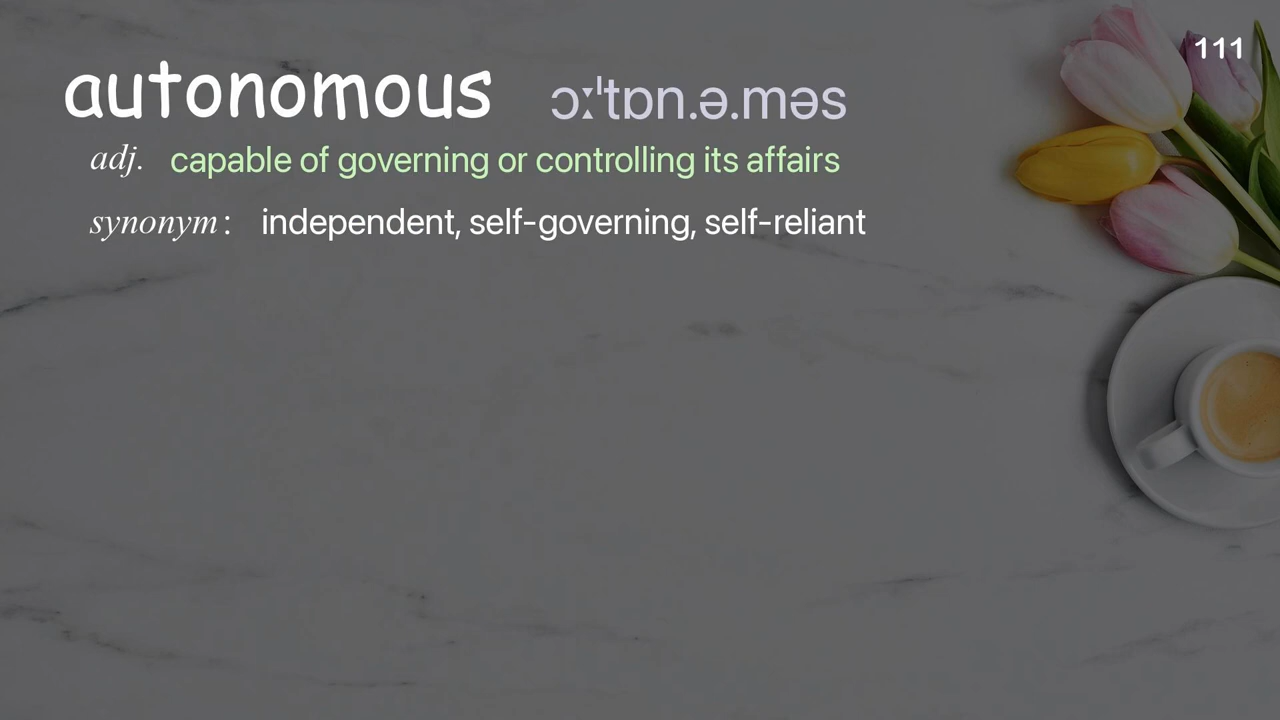 111
autonomous ɔːˈtɒn.ə.məs
adj. capable of governing or controlling its affairs
synonym: independent, self-governing, self-reliant